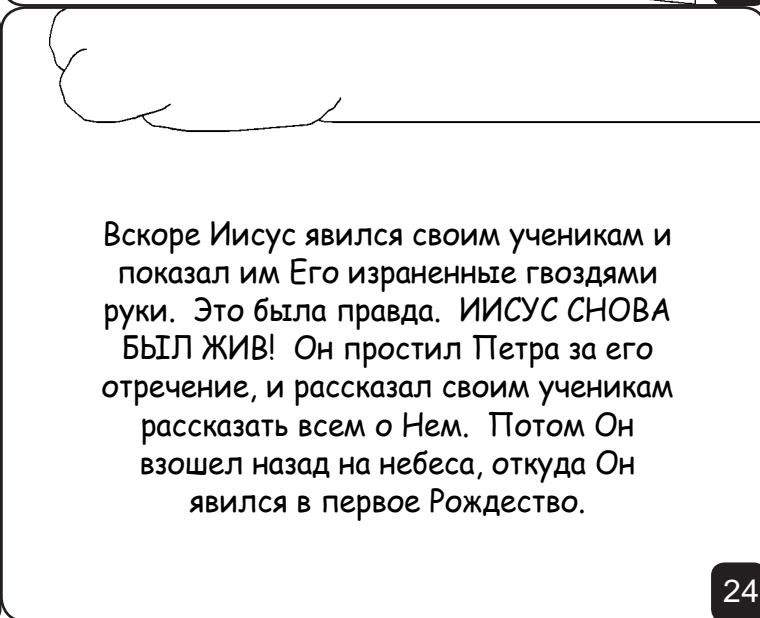 Вскоре Иисус явился своим ученикам и
показал им Его израненные гвоздями
руки.  Это была правда.  ИИСУС СНОВА
БЫЛ ЖИВ!  Он простил Петра за его
отречение, и рассказал своим ученикам
рассказать всем о Нем.  Потом Он
взошел назад на небеса, откуда Он
явился в первое Рождество.
24